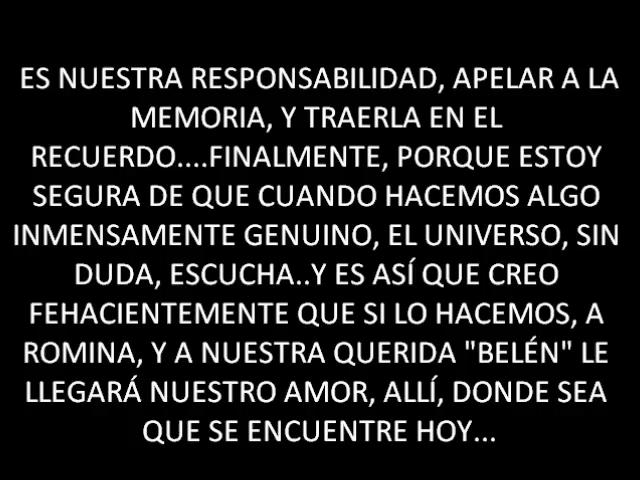 ES NUESTRA RESPONSABILIDAD, APELAR A LA
MEMORIA, Y TRAERLA EN EL
RECUERDO....FINALMENTE, PORQUE ESTOY
SEGURA DE QUE CUANDO HACEMOS ALGO
INMENSAMENTE GENUINO, EL UNIVERSO, SIN
DUDA, ESCUCHA..Y ES ASÍ QUE CREO
FEHACIENTEMENTE QUE SI LO HACEMOS, A
ROMINA, Y A NUESTRA QUERIDA "BELÉN" LE
LLEGARÁ NUESTRO AMOR, ALLÍ, DONDE SEA
QUE SE ENCUENTRE HOY...